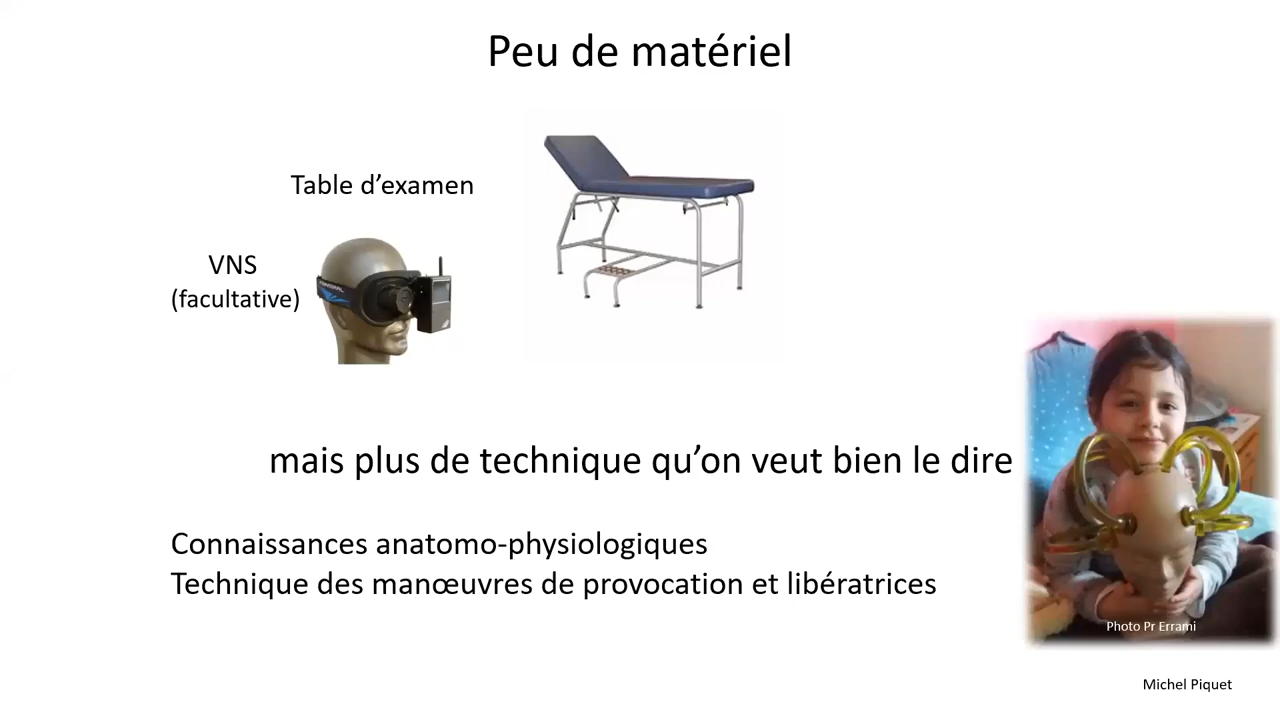 Peu de matériel
Table d’examen
VNS
(facultative)
mais plus de technique qu’on veut bien le dire
Connaissances anatomo-physiologiques
Technique des manœuvres de provocation et libératrices
Photo Pr Errami
Michel Piquet